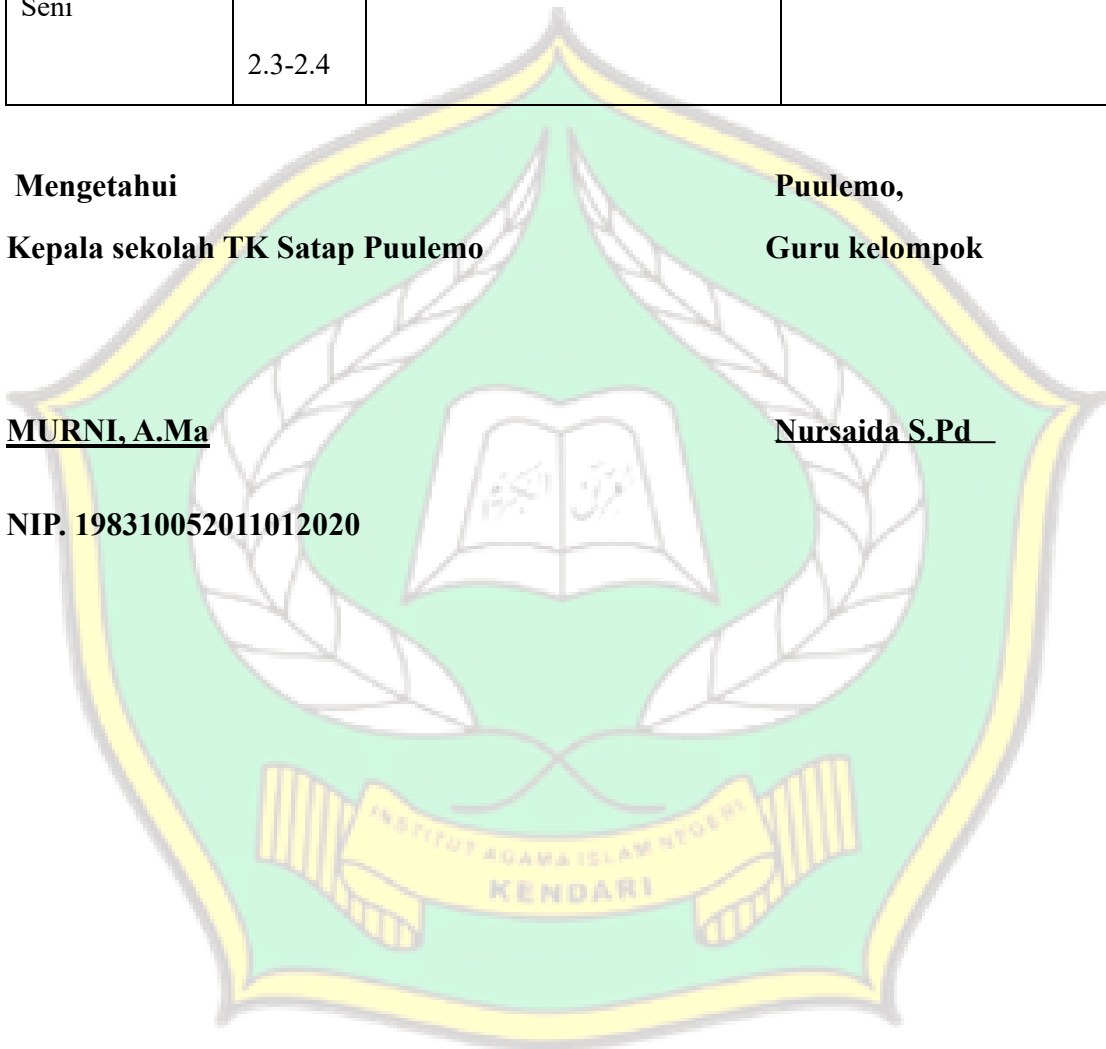 Seni
2.3-2.4
Mengetahui Puulemo,
Kepala sekolah TK Satap Puulemo Guru kelompok
MURNI, A.Ma Nursaida S.Pd
NIP. 198310052011012020
INSTITUT AGAMA ISLAM NEGERI
KENDARI